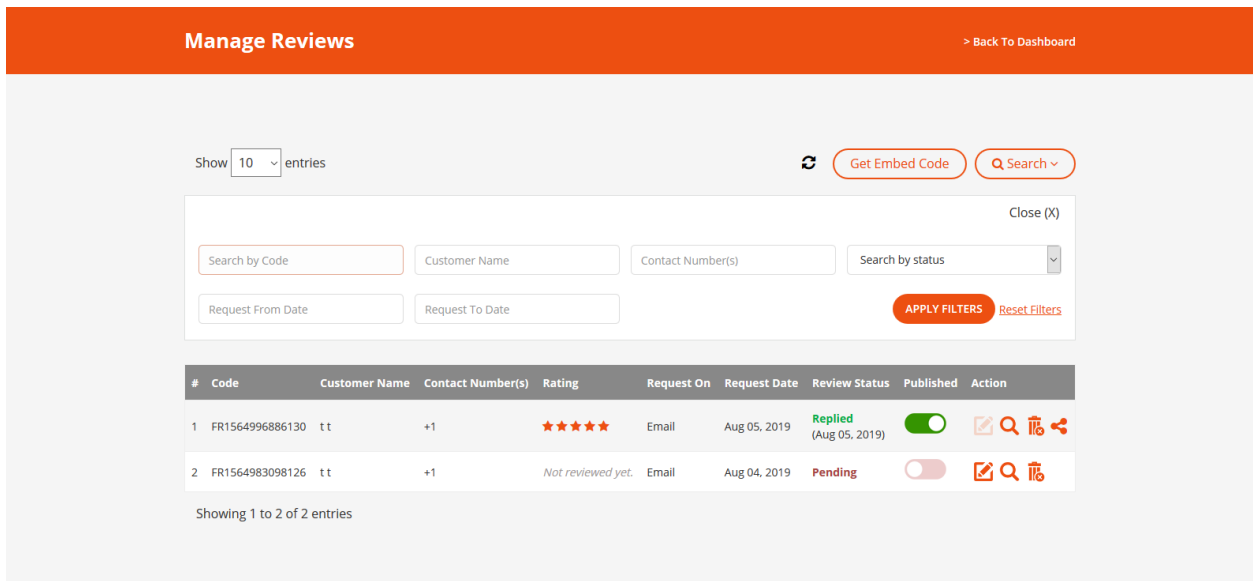 Manage Reviews > Back To Dashboard
Show 10 entries Get Embed Code Search
Close (X)
Search by Code Customer Name Contact Number(s) Search by status
Request From Date Request To Date APPLY FILTERS Reset Filters
# Code Customer Name Contact Number(s) Rating Request On Request Date Review Status Published Action
1 FR1564996886130 t t +1 Email Aug 05, 2019 Replied
(Aug 05, 2019)
2 FR1564983098126 t t +1 Not reviewed yet. Email Aug 04, 2019 Pending
Showing 1 to 2 of 2 entries